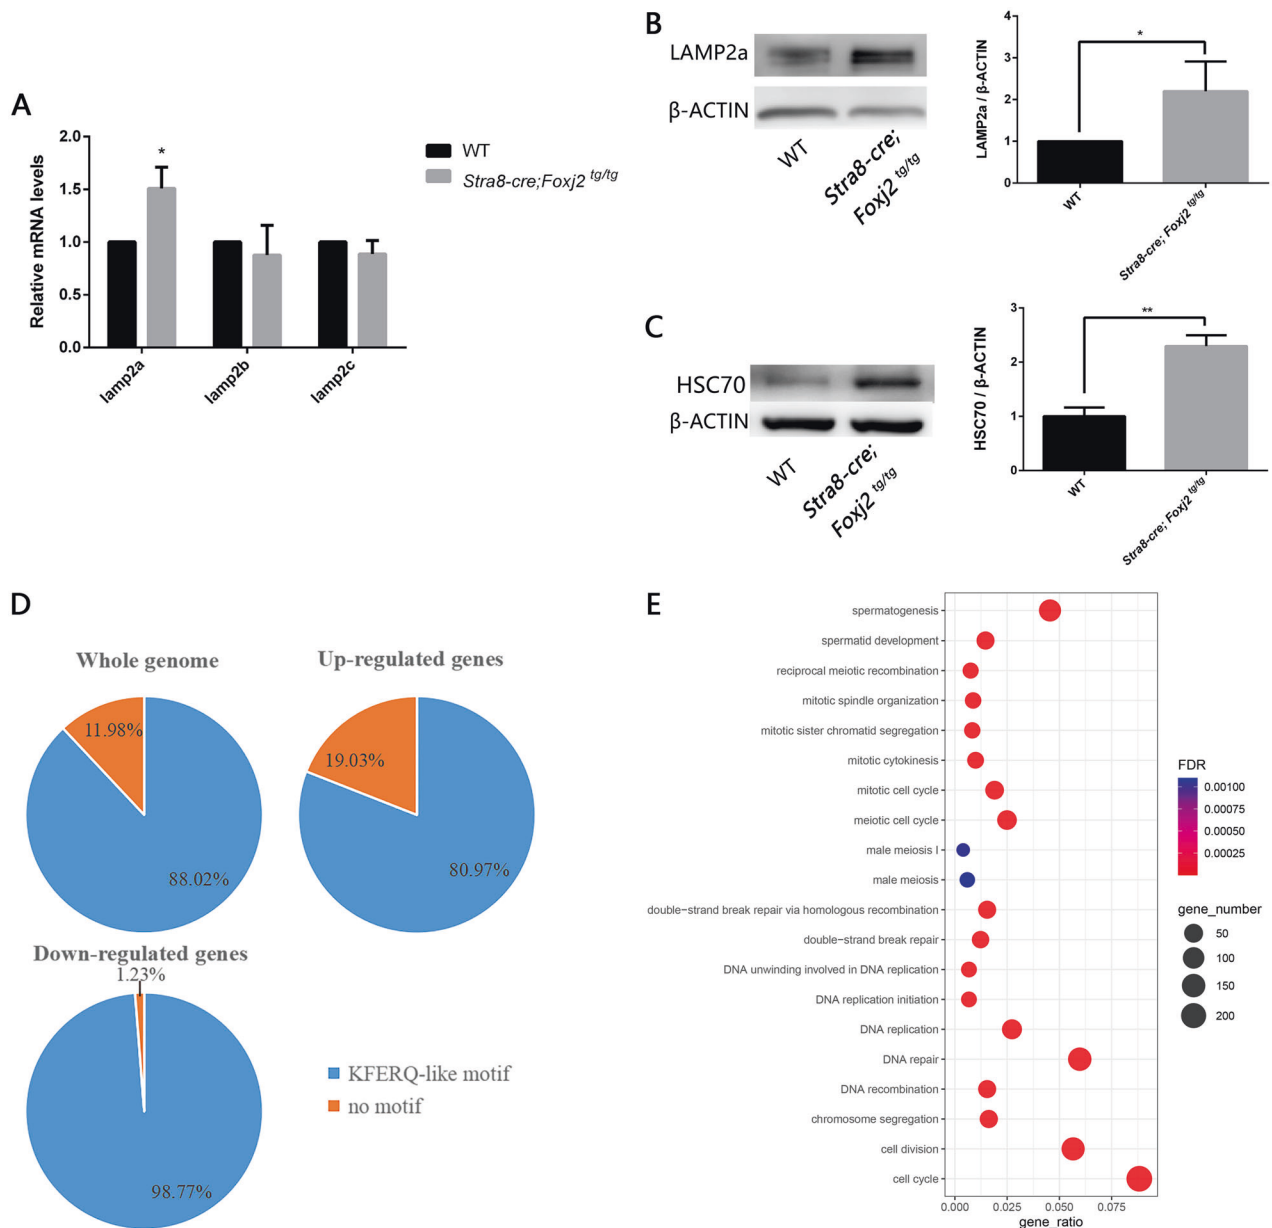 A
2.0
1.5
1.0
0.5
0.0
Relative mRNA levels
*
lamp2a
lamp2b
lamp2c
WT
Stra8-cre;Foxj2 tg/tg
B
LAMP2a
β-ACTIN
WT
Stra8-cre;
Foxj2 tg/tg
LAMP2a / β-ACTIN
4
3
2
1
0
*
WT
Stra8-cre; Foxj2 tg/tg
C
HSC70
β-ACTIN
WT
Stra8-cre;
Foxj2 tg/tg
HSC70 / β-ACTIN
3
2
1
0
**
WT
Stra8-cre; Foxj2 tg/tg
D
Whole genome
11.98%
88.02%
Up-regulated genes
19.03%
80.97%
Down-regulated genes
1.23%
98.77%
KFERQ-like motif
no motif
E
spermatogenesis
spermatid development
reciprocal meiotic recombination
mitotic spindle organization
mitotic sister chromatid segregation
mitotic cytokinesis
mitotic cell cycle
meiotic cell cycle
male meiosis I
male meiosis
double−strand break repair via homologous recombination
double−strand break repair
DNA unwinding involved in DNA replication
DNA replication initiation
DNA replication
DNA repair
DNA recombination
chromosome segregation
cell division
cell cycle
0.000 0.025 0.050 0.075
gene_ratio
FDR
0.00100
0.00075
0.00050
0.00025
gene_number
50
100
150
200